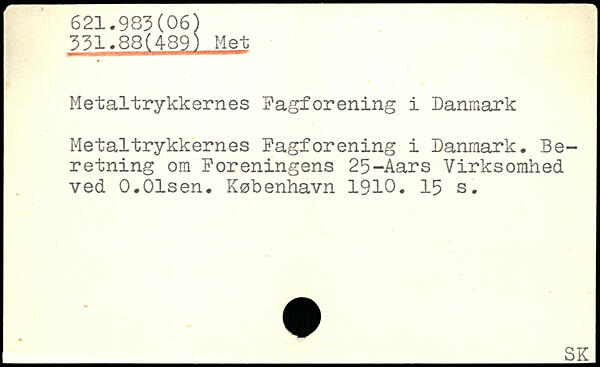 621.983(06)
331.88(489) Met
Metaltrykkernes Fagforening i Danmark
Metaltrykkernes Fagforening i Danmark. Be-
retning om Foreningens 25-Aars Virksomhed
ved O.Olsen. København 1910. 15 s.
SK